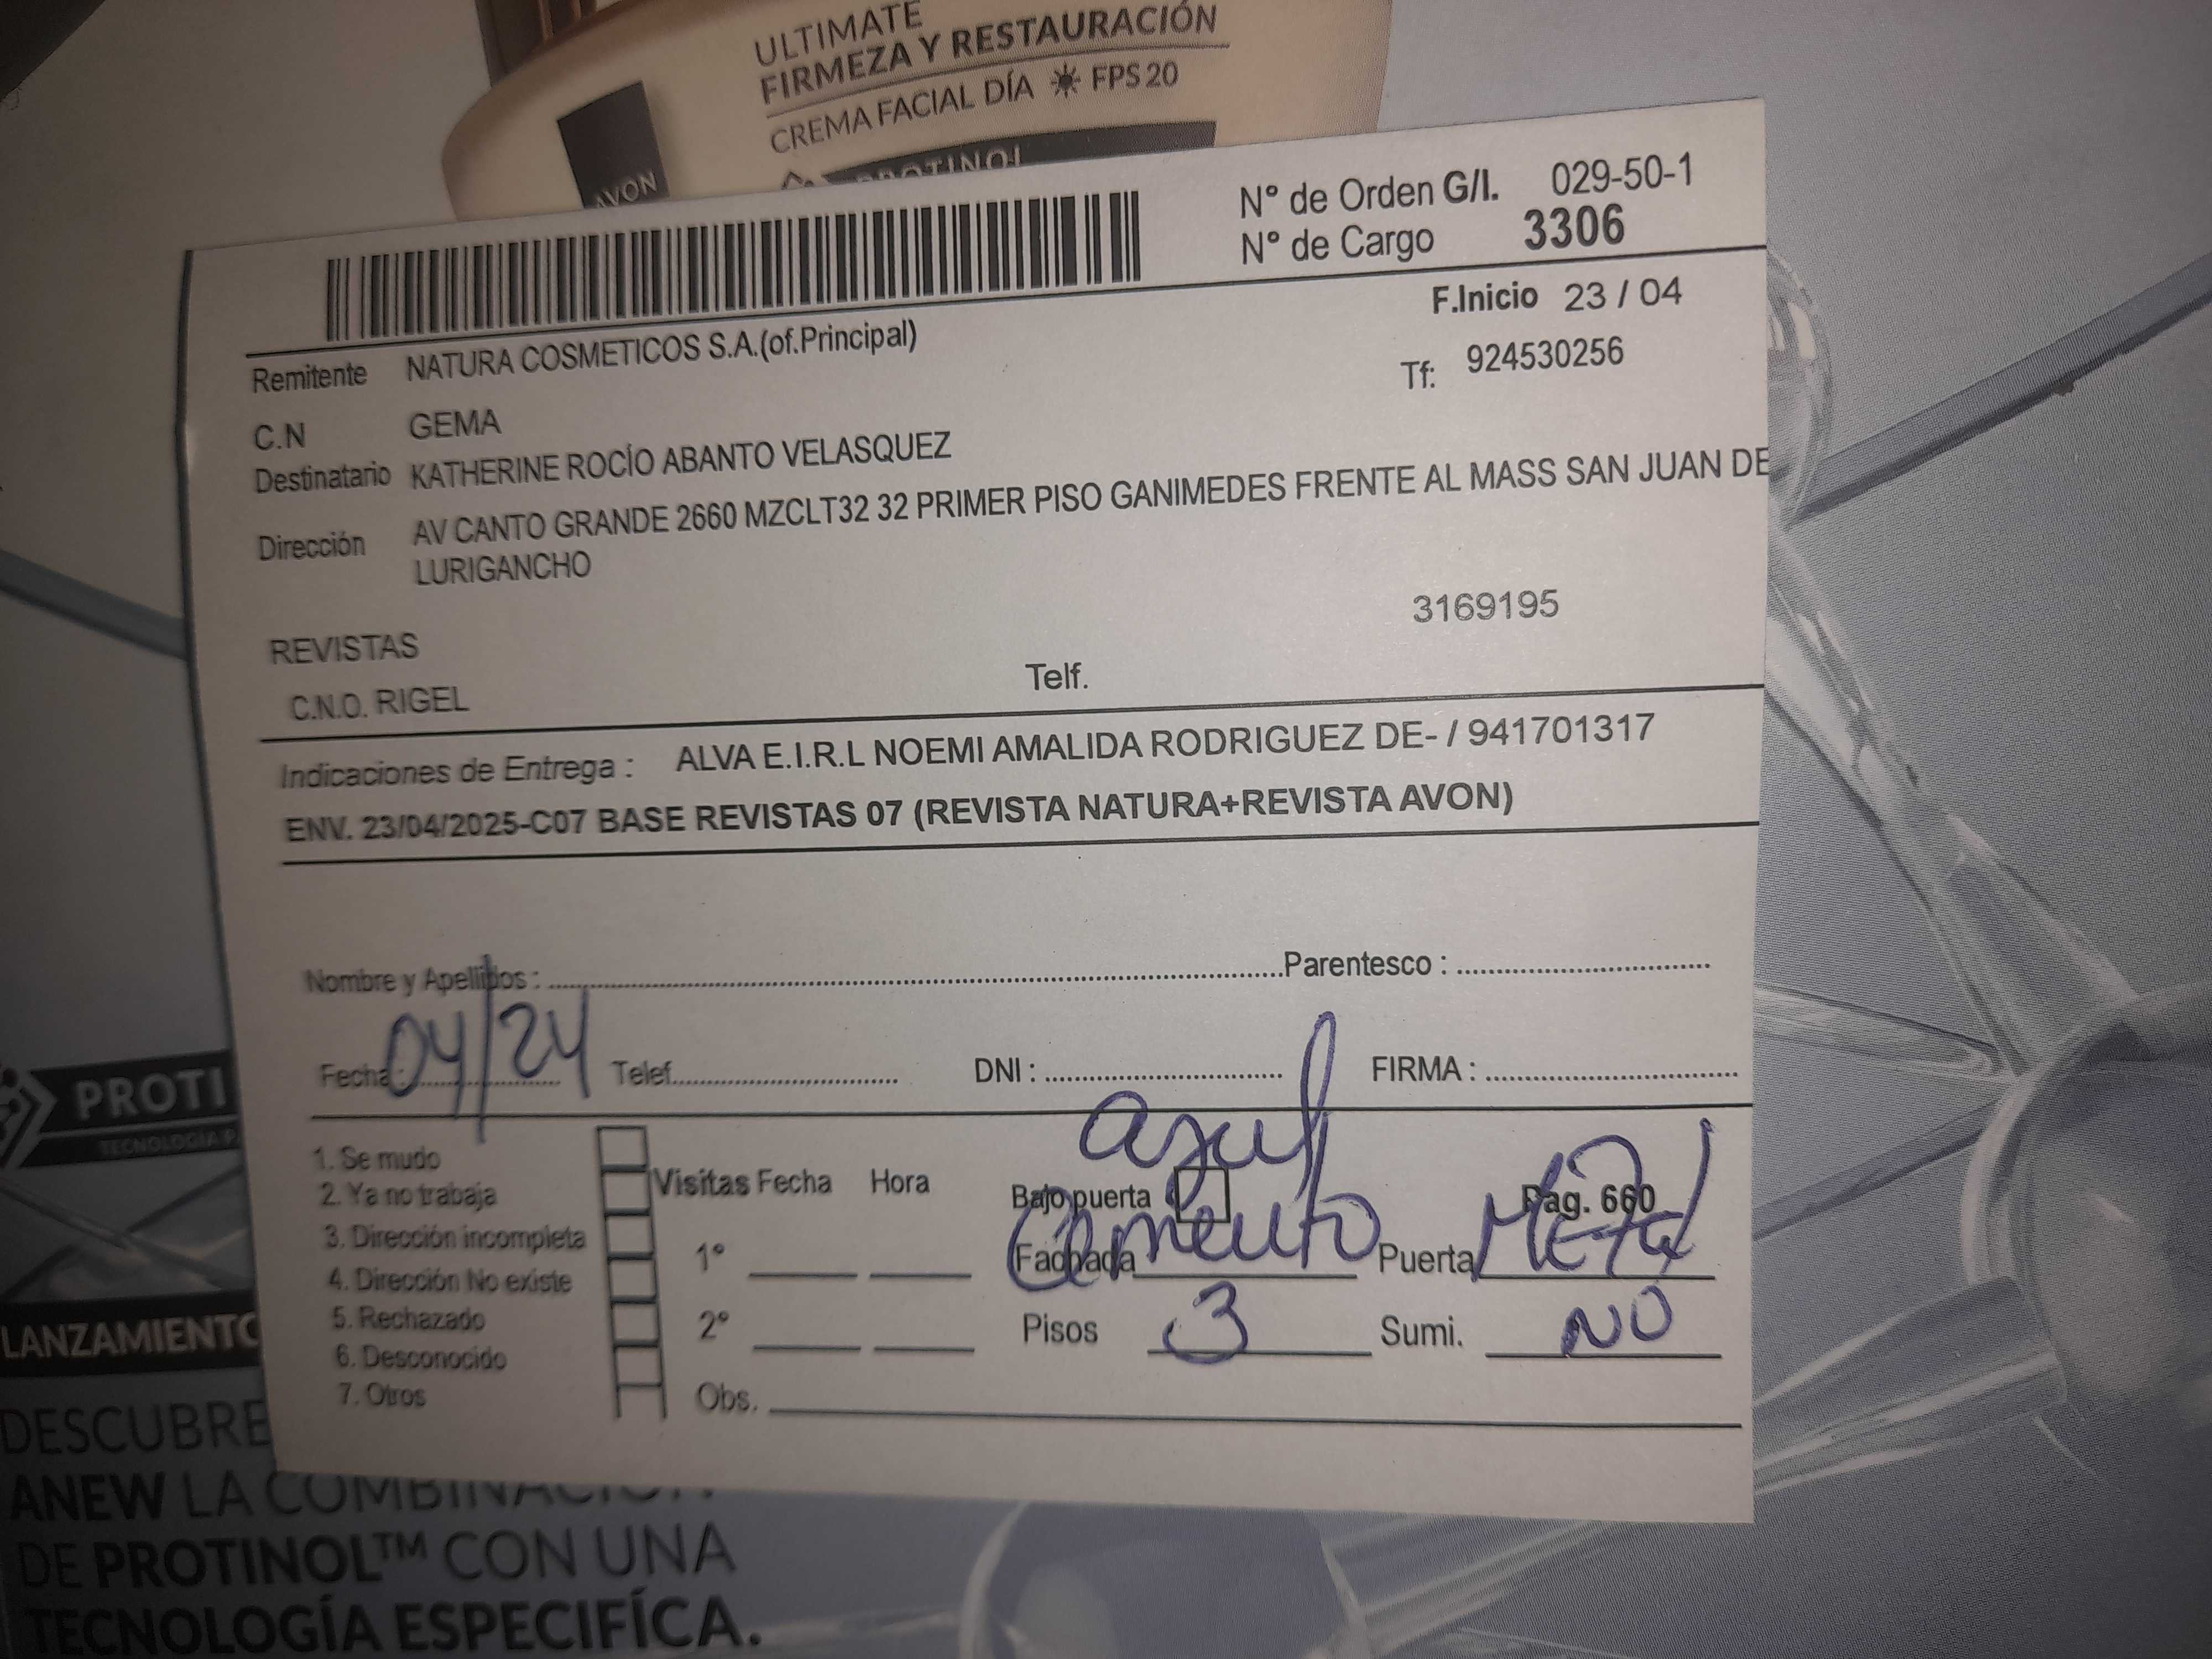 ULTIMATE
FIRMEZA Y RESTAURACIÓN
CREMA FACIAL DÍA FPS 20
AVON
PROTINOL
N° de Orden G/I. 029-50-1
N° de Cargo 3306
F.Inicio 23 / 04
Remitente NATURA COSMETICOS S.A.(of.Principal)
Tf: 924530256
C.N GEMA
Destinatario KATHERINE ROCÍO ABANTO VELASQUEZ
Dirección AV CANTO GRANDE 2660 MZCLT32 32 PRIMER PISO GANIMEDES FRENTE AL MASS SAN JUAN DE
LURIGANCHO
3169195
REVISTAS
Telf.
C.N.O. RIGEL
Indicaciones de Entrega : ALVA E.I.R.L NOEMI AMALIDA RODRIGUEZ DE- / 941701317
ENV. 23/04/2025-C07 BASE REVISTAS 07 (REVISTA NATURA+REVISTA AVON)
Nombre y Apellidos : Parentesco :
Fecha : 04/24 Telef. DNI : FIRMA :
azul
1. Se mudo
2. Ya no trabaja
3. Dirección incompleta
4. Dirección No existe
5. Rechazado
6. Desconocido
7. Otros
Visitas Fecha Hora
1°
2°
Obs.
Bajo puerta Pag. 660
Fachada Cemento Puerta Metal
Pisos 3 Sumi. NO
PROTI
TECNOLOGÍA P
LANZAMIENTO
DESCUBRE
ANEW LA COMBINACIÓN
DE PROTINOL™ CON UNA
TECNOLOGÍA ESPECIFÍCA.